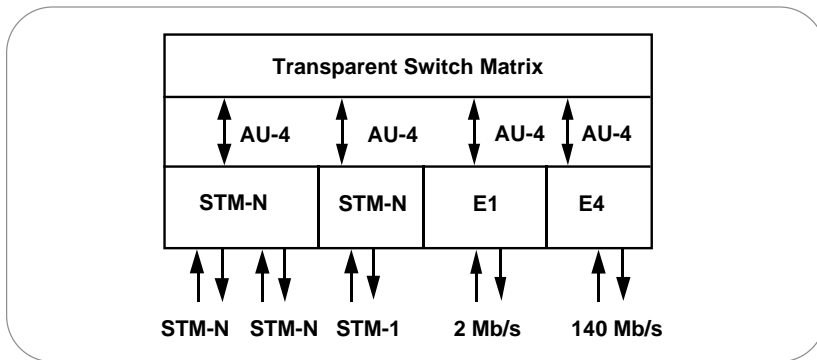 Transparent Switch Matrix
AU-4 AU-4 AU-4 AU-4
STM-N STM-N E1 E4
STM-N STM-N STM-1 2 Mb/s 140 Mb/s